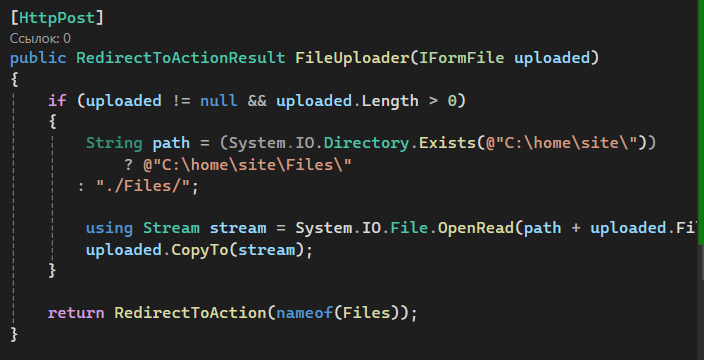 [HttpPost]
Ссылок: 0
public RedirectToActionResult FileUploader(IFormFile uploaded)
{
if (uploaded != null && uploaded.Length > 0)
{
String path = (System.IO.Directory.Exists(@"C:\home\site\"))
? @"C:\home\site\Files\"
: "./Files/";
using Stream stream = System.IO.File.OpenRead(path + uploaded.Fi
uploaded.CopyTo(stream);
}
return RedirectToAction(nameof(Files));
}